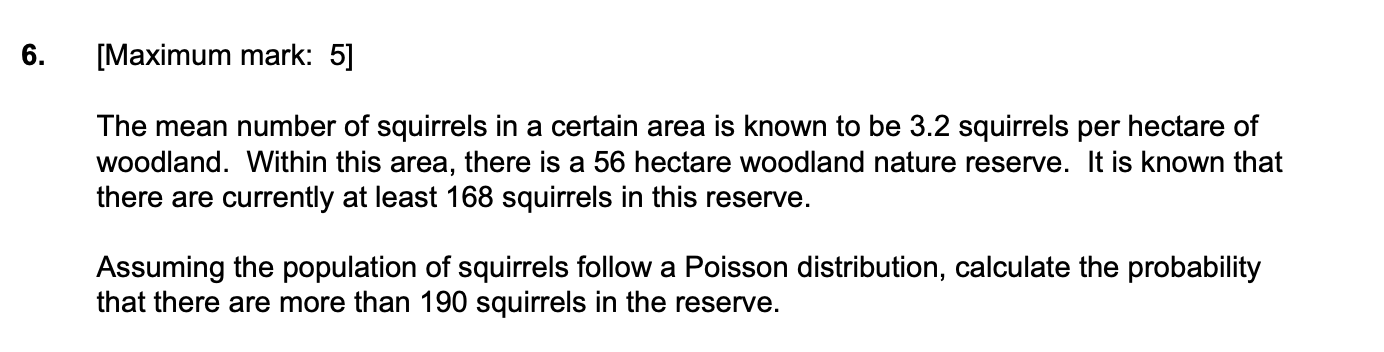 6. [Maximum mark: 5]
The mean number of squirrels in a certain area is known to be 3.2 squirrels per hectare of
woodland. Within this area, there is a 56 hectare woodland nature reserve. It is known that
there are currently at least 168 squirrels in this reserve.
Assuming the population of squirrels follow a Poisson distribution, calculate the probability
that there are more than 190 squirrels in the reserve.